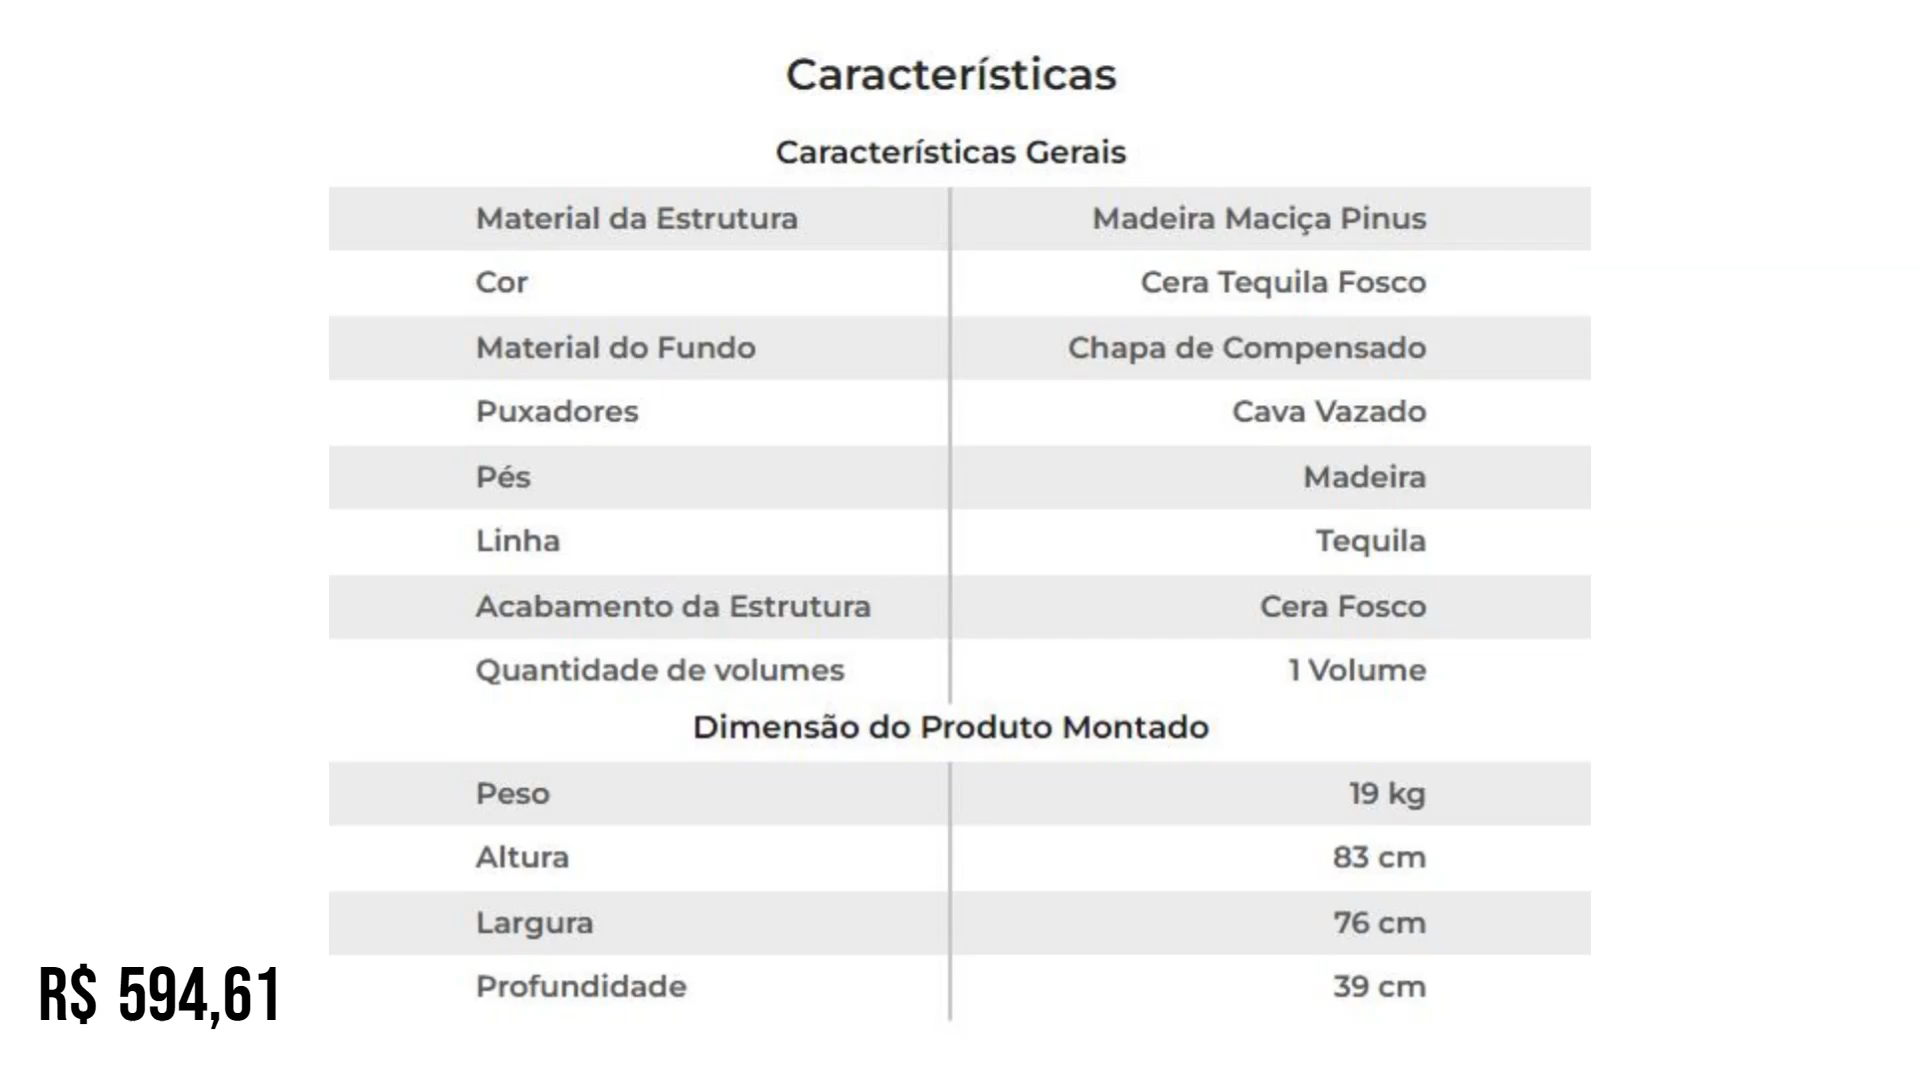 Características
Características Gerais
Material da Estrutura Madeira Maciça Pinus
Cor Cera Tequila Fosco
Material do Fundo Chapa de Compensado
Puxadores Cava Vazado
Pés Madeira
Linha Tequila
Acabamento da Estrutura Cera Fosco
Quantidade de volumes 1 Volume
Dimensão do Produto Montado
Peso 19 kg
Altura 83 cm
Largura 76 cm
Profundidade 39 cm
R$ 594,61